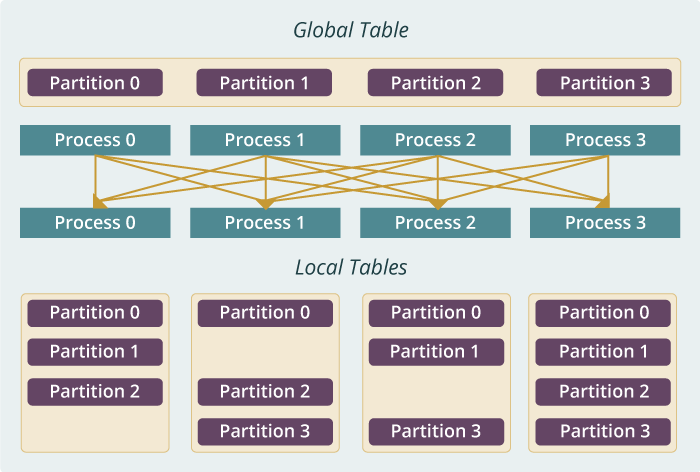 Global Table
Partition 0 Partition 1 Partition 2 Partition 3
Process 0 Process 1 Process 2 Process 3
Process 0 Process 1 Process 2 Process 3
Local Tables
Partition 0 Partition 0 Partition 0 Partition 0
Partition 1 Partition 1 Partition 1
Partition 2 Partition 2 Partition 2
Partition 3 Partition 3 Partition 3